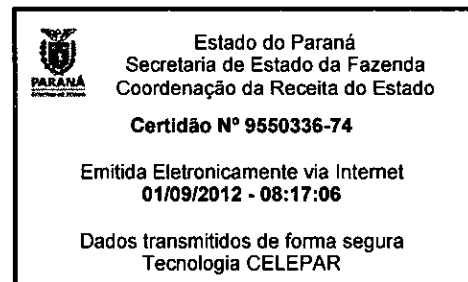 Estado do Paraná
Secretaria de Estado da Fazenda
PARANÁ
Coordenação da Receita do Estado
Certidão Nº 9550336-74
Emitida Eletronicamente via Internet
01/09/2012 - 08:17:06
Dados transmitidos de forma segura
Tecnologia CELEPAR